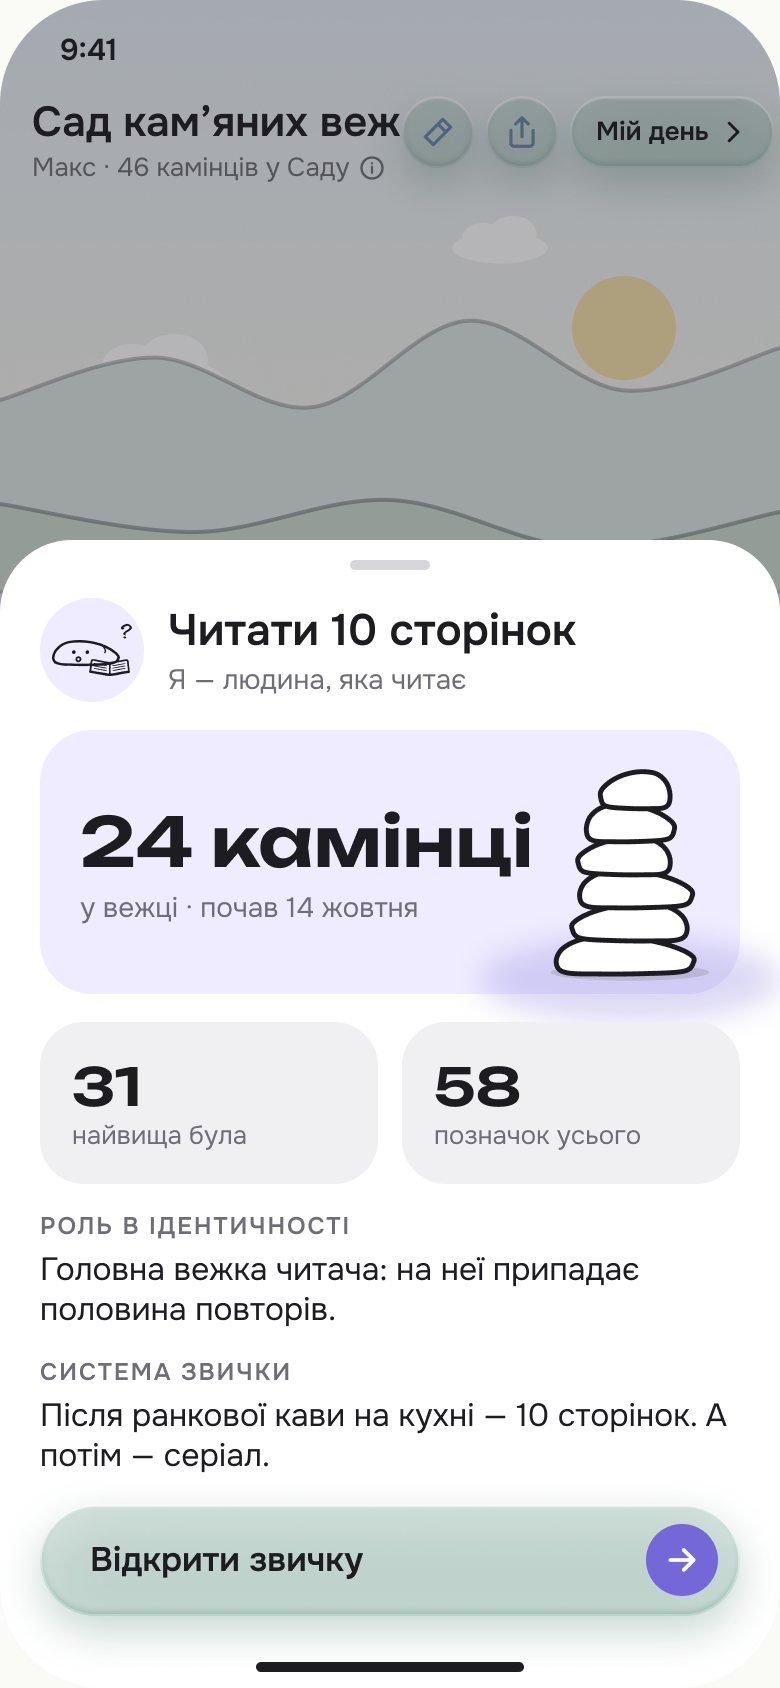 9:41
Сад кам’яних веж
Мій день
Макс · 46 камінців у Саду
?
Читати 10 сторінок
Я — людина, яка читає
24 камінці
у вежці · почав 14 жовтня
31
найвища була
58
позначок усього
РОЛЬ В ІДЕНТИЧНОСТІ
Головна вежка читача: на неї припадає
половина повторів.
СИСТЕМА ЗВИЧКИ
Після ранкової кави на кухні — 10 сторінок. А
потім — серіал.
Відкрити звичку